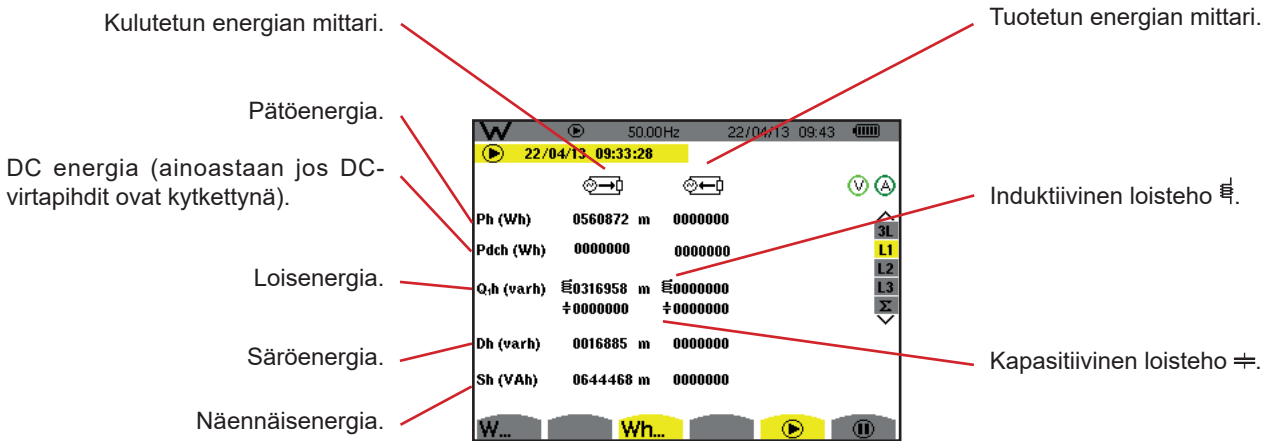 Kulutetun energian mittari.
Tuotetun energian mittari.
Pätöenergia.
DC energia (ainoastaan jos DC-
virtapihdit ovat kytkettynä).
Loisenergia.
Säröenergia.
Näennäisenergia.
W 50.00Hz 22/04/13 09:43
22/04/13 09:33:28
V A
Ph (Wh) 0560872 m 0000000
Pdch (Wh) 0000000 0000000
Q₁h (varh) 0316958 m 0000000
0000000 0000000
Dh (varh) 0016885 m 0000000
Sh (VAh) 0644468 m 0000000
3L
L1
L2
L3
Σ
W... Wh...
Induktiivinen loisteho.
Kapasitiivinen loisteho.